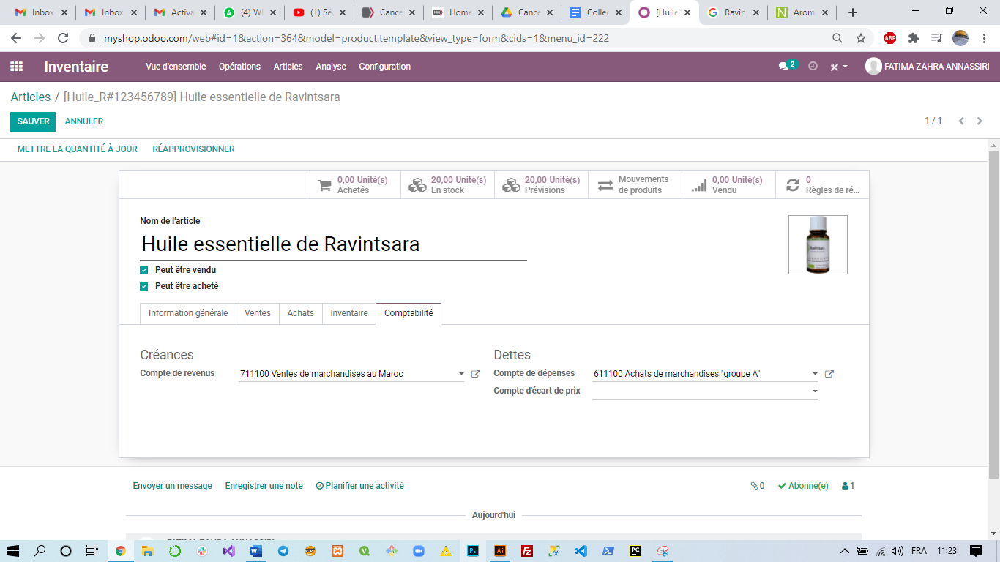 Inbox
Inbox
Activa
(4) Wl
(1) Sé
Cance
Home
Cance
Collec
[Huile
Ravin
Arom
myshop.odoo.com/web#id=1&action=364&model=product.template&view_type=form&cids=1&menu_id=222
ABP
Inventaire
Vue d'ensemble Opérations Articles Analyse Configuration
2
FATIMA ZAHRA ANNASSIRI
Articles / [Huile_R#123456789] Huile essentielle de Ravintsara
SAUVER ANNULER
1 / 1
METTRE LA QUANTITÉ À JOUR RÉAPPROVISIONNER
0,00 Unité(s)
Achetés
20,00 Unité(s)
En stock
20,00 Unité(s)
Prévisions
Mouvements
de produits
0,00 Unité(s)
Vendu
0
Règles de ré...
Nom de l'article
Huile essentielle de Ravintsara
Ravintsara
Peut être vendu
Peut être acheté
Information générale Ventes Achats Inventaire Comptabilité
Créances
Compte de revenus 711100 Ventes de marchandises au Maroc
Dettes
Compte de dépenses 611100 Achats de marchandises "groupe A"
Compte d'écart de prix
Envoyer un message Enregistrer une note Planifier une activité
0 Abonné(e) 1
Aujourd'hui
FATIMA ZAHRA ANNASSIRI
FRA 11:23